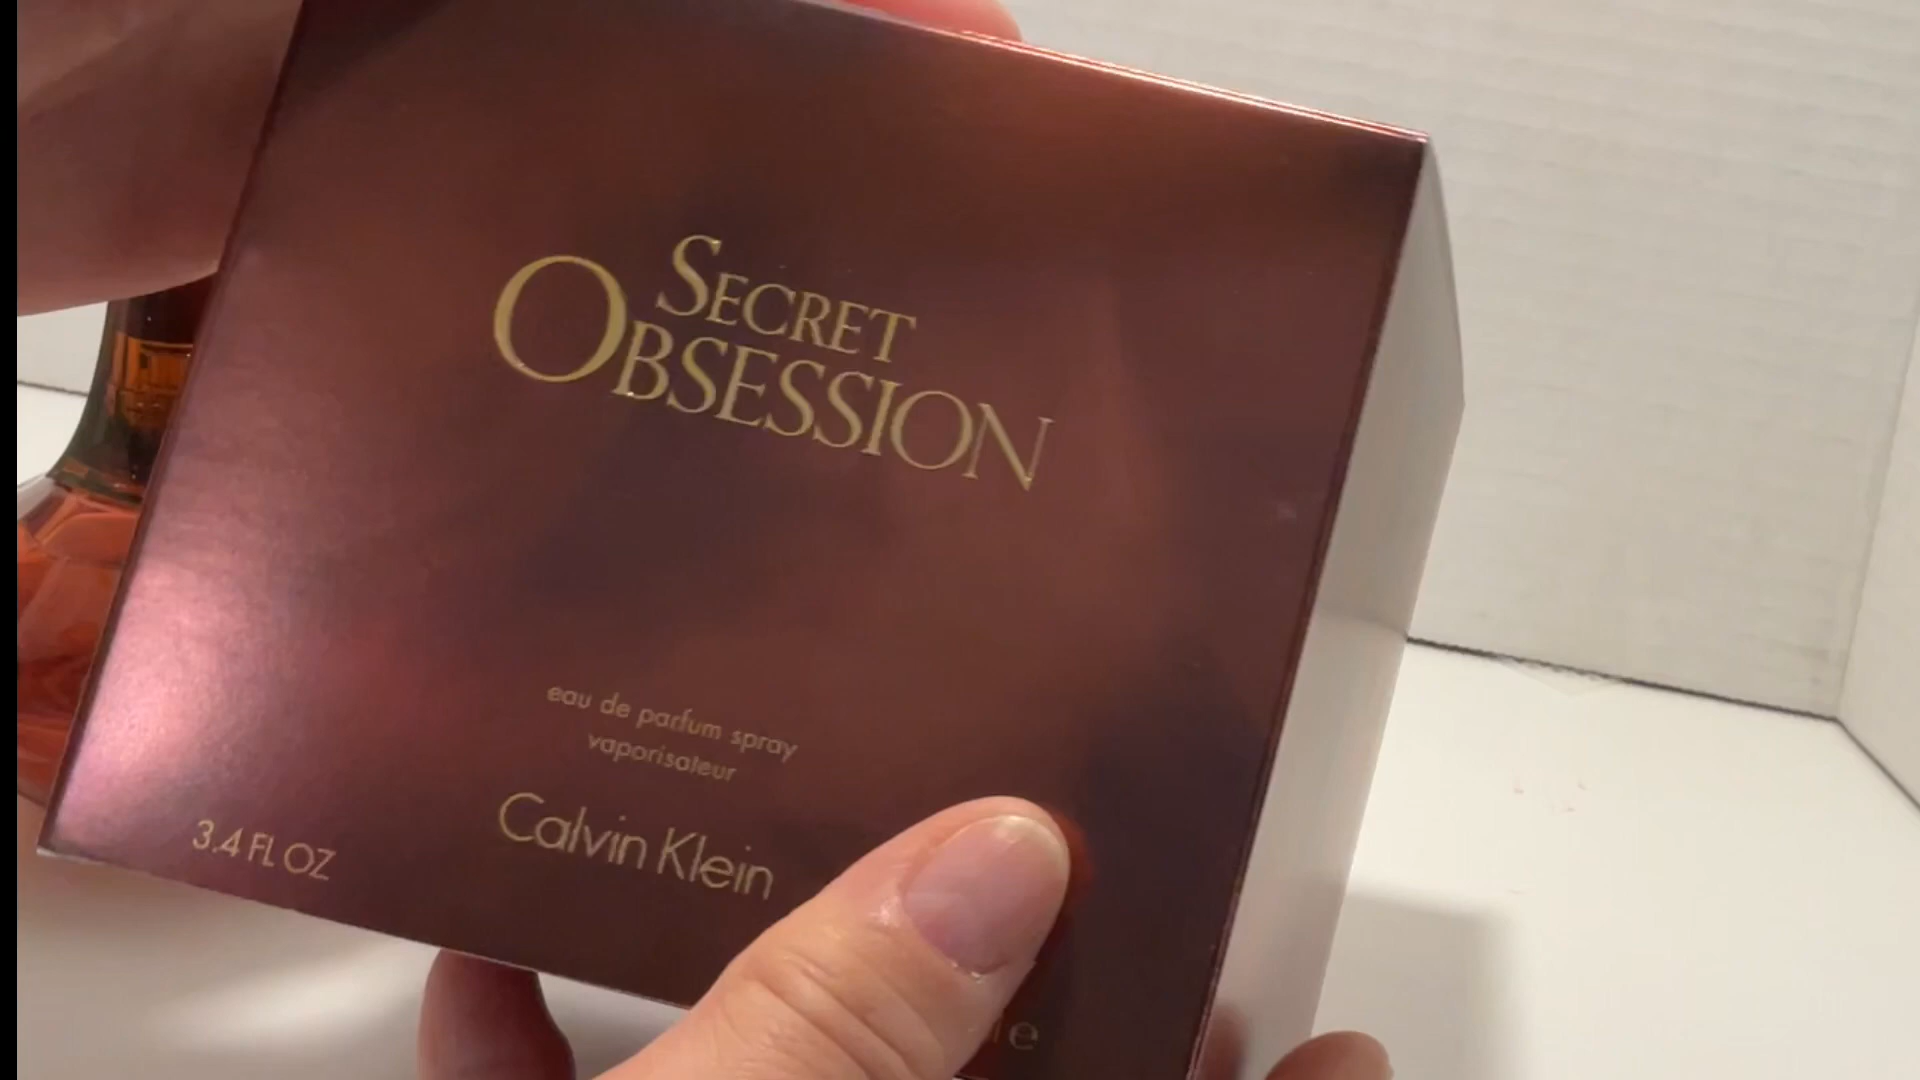 SECRET
OBSESSION
eau de parfum spray
vaporisateur
Calvin Klein
3.4 FL OZ